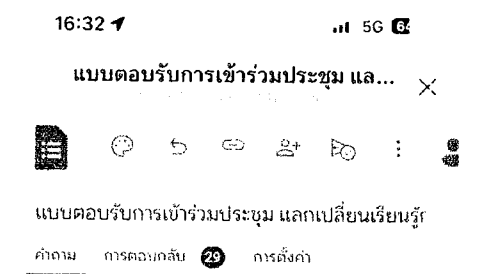 16:32 5G
แบบตอบรับการเข้าร่วมประชุม แล...
แบบตอบรับการเข้าร่วมประชุม แลกเปลี่ยนเรียนรู้
คำถาม การตอบกลับ 29 การตั้งค่า